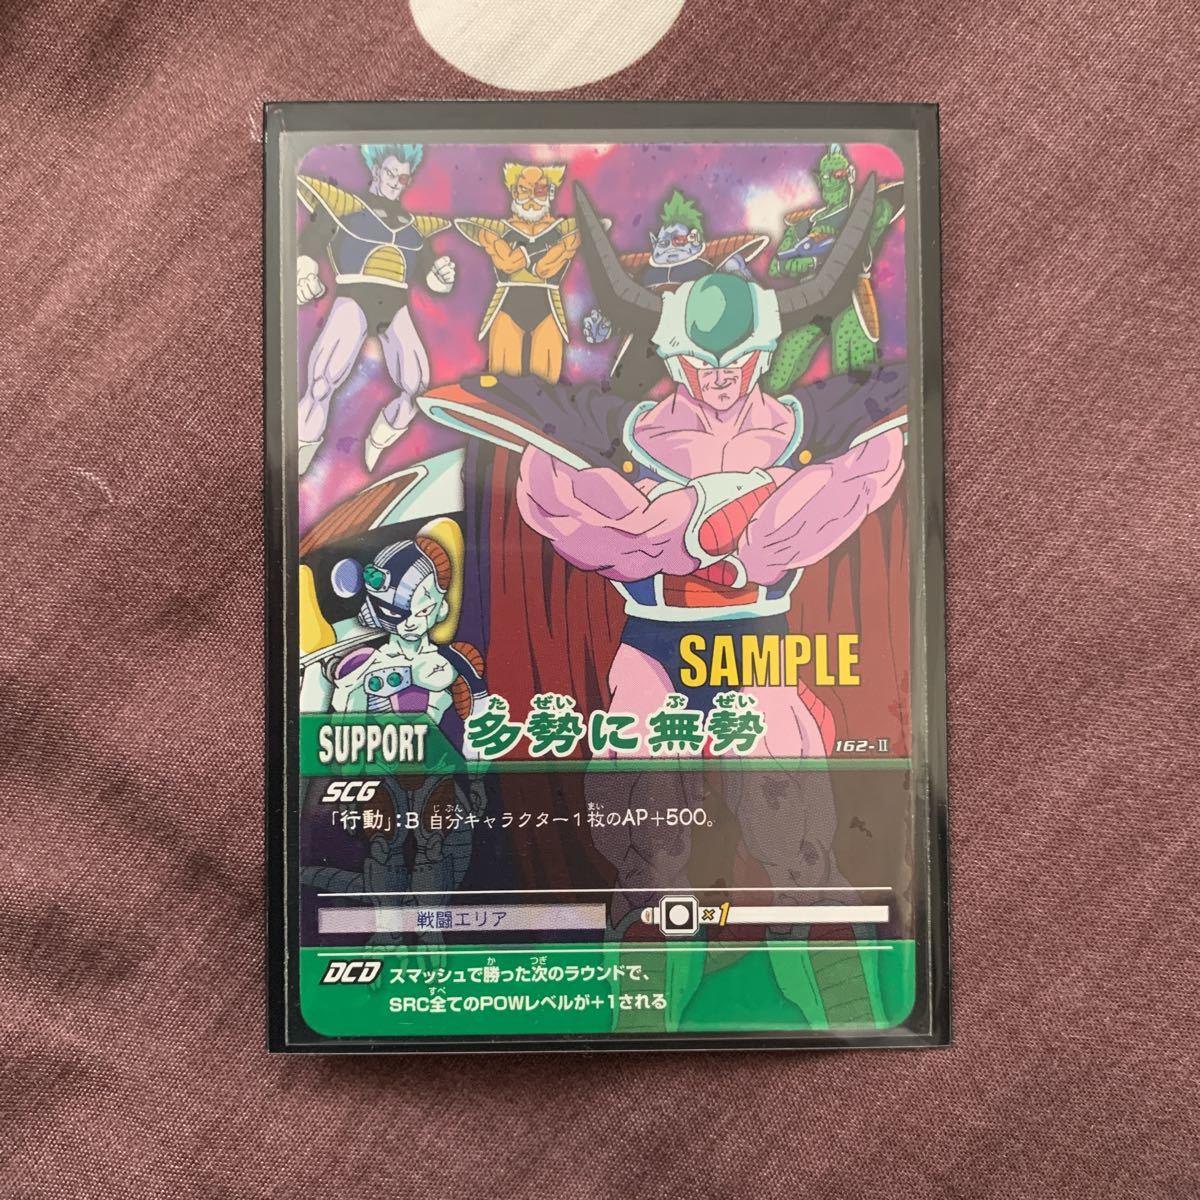 SAMPLE
た ぜい ぶ ぜい
多勢に無勢
SUPPORT
162-Ⅱ
SCG
じ ぶん まい
「行動」:B 自分キャラクター1枚のAP+500。
戦闘エリア
×1
か つぎ
DCD スマッシュで勝った次のラウンドで、
すべ
SRC全てのPOWレベルが+1される